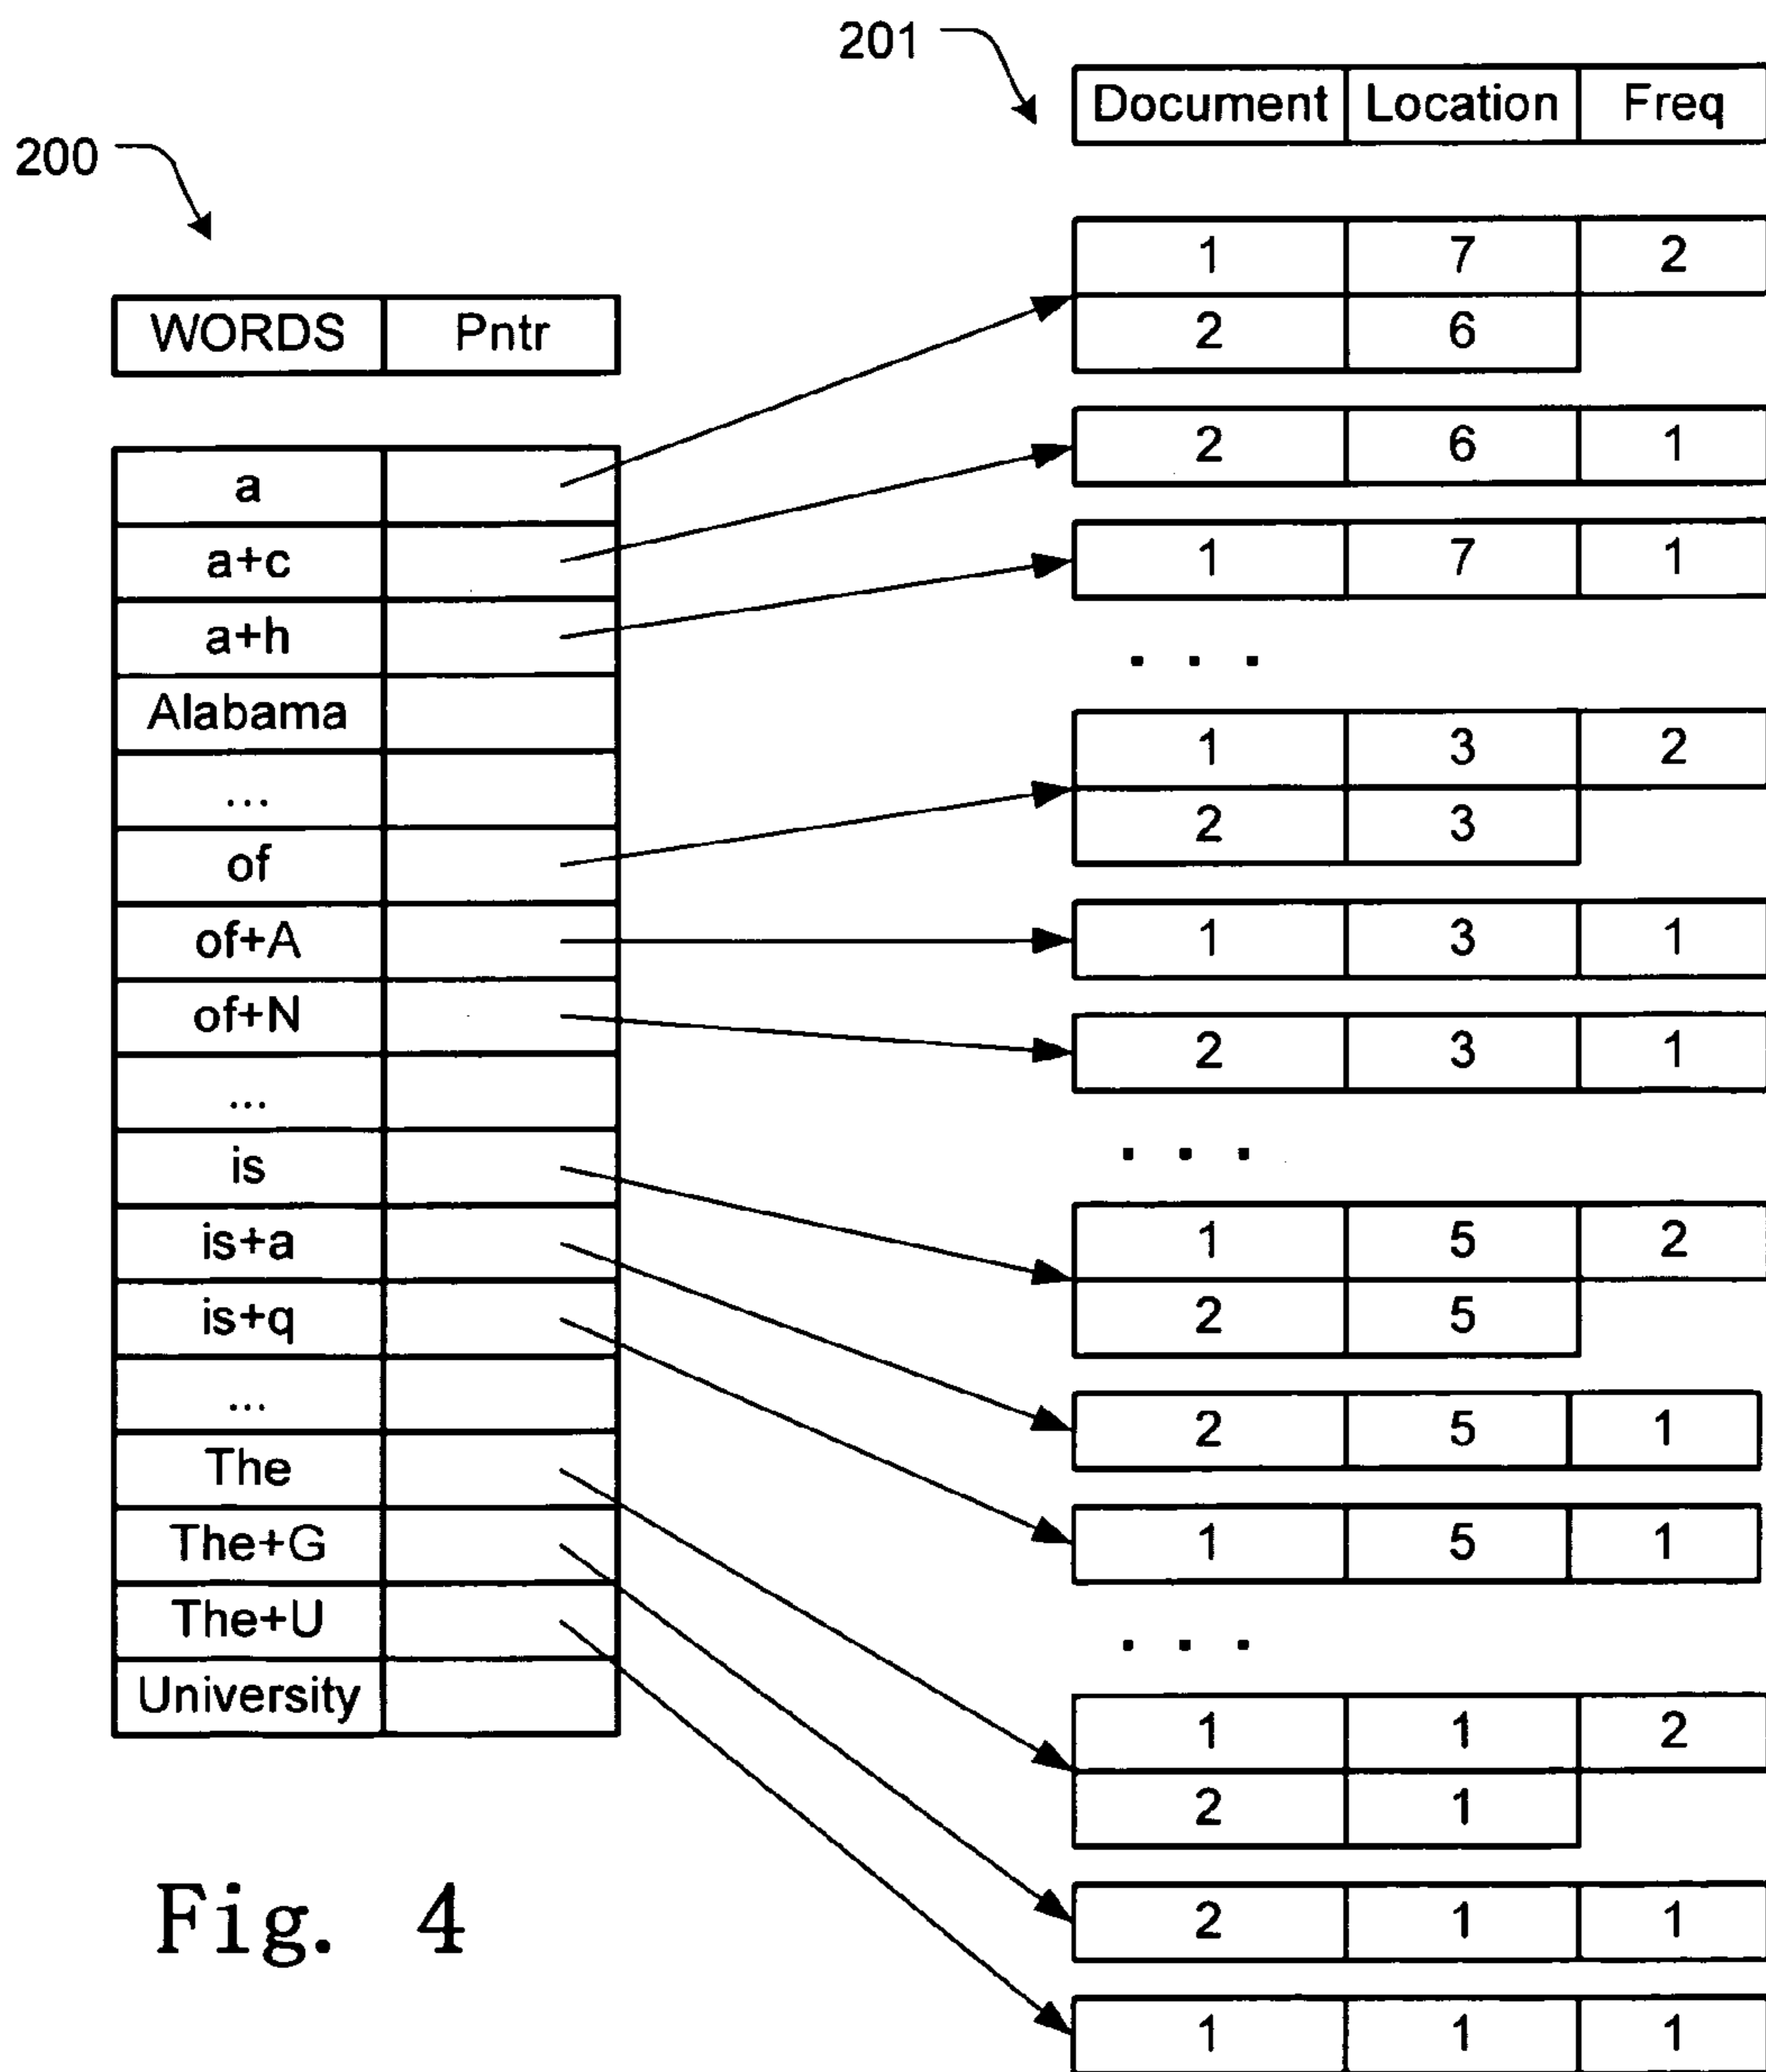 201
Document Location Freq
200
WORDS Pntr
1 7 2
2 6
2 6 1
1 7 1
. . .
1 3 2
2 3
1 3 1
2 3 1
. . .
1 5 2
2 5
2 5 1
1 5 1
. . .
1 1 2
2 1
2 1 1
1 1 1
a
a+c
a+h
Alabama
...
of
of+A
of+N
...
is
is+a
is+q
...
The
The+G
The+U
University
Fig. 4